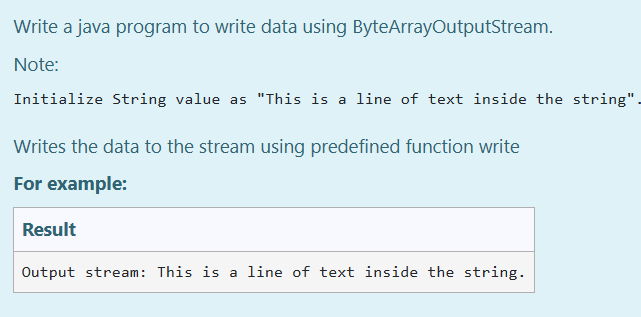 Write a java program to write data using ByteArrayOutputStream.
Note:
Initialize String value as "This is a line of text inside the string".
Writes the data to the stream using predefined function write
For example:
Result
Output stream: This is a line of text inside the string.